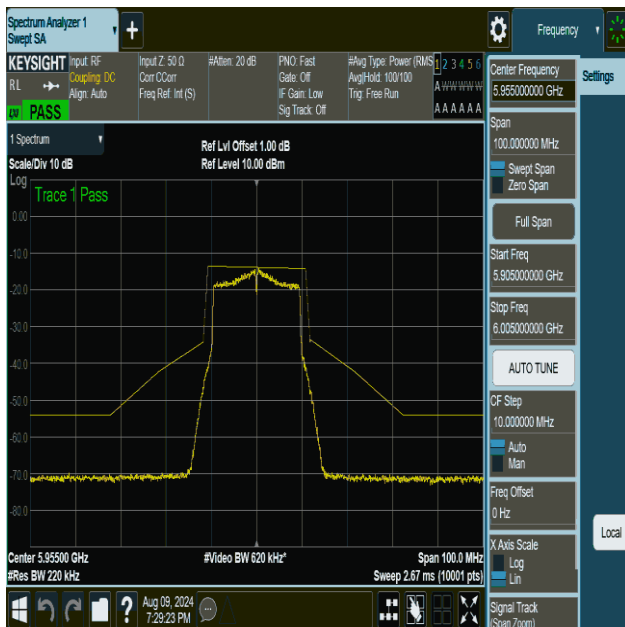 Spectrum Analyzer 1
Swept SA
Frequency
KEYSIGHT
RL
PASS
Input: RF
Coupling: DC
Align: Auto
Input Z: 50 Ω
Corr CCorr
Freq Ref: Int (S)
#Atten: 20 dB
PNO: Fast
Gate: Off
IF Gain: Low
Sig Track: Off
#Avg Type: Power (RMS
Avg|Hold: 100/100
Trig: Free Run
1 2 3 4 5 6
A W W W W W
A A A A A A
Center Frequency
5.955000000 GHz
Settings
Span
100.000000 MHz
Swept Span
Zero Span
Full Span
Start Freq
5.905000000 GHz
Stop Freq
6.005000000 GHz
AUTO TUNE
CF Step
10.000000 MHz
Auto
Man
Freq Offset
0 Hz
X Axis Scale
Log
Lin
Local
Signal Track
(Span Zoom)
1 Spectrum
Scale/Div 10 dB
Ref Lvl Offset 1.00 dB
Ref Level 10.00 dBm
Log
Trace 1 Pass
0.00
-10.0
-20.0
-30.0
-40.0
-50.0
-60.0
-70.0
-80.0
Center 5.95500 GHz
#Video BW 620 kHz*
Span 100.0 MHz
#Res BW 220 kHz
Sweep 2.67 ms (10001 pts)
?
Aug 09, 2024
7:29:23 PM